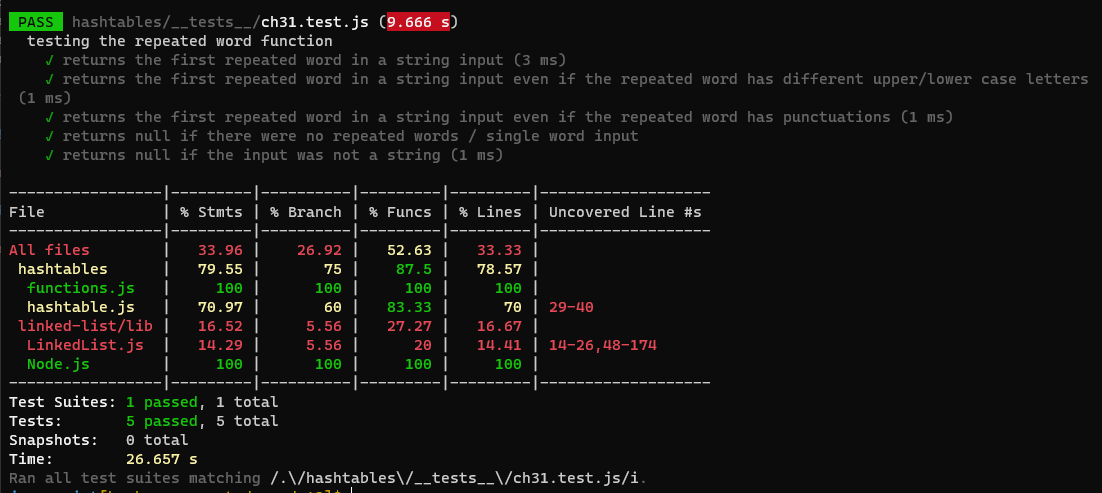 PASS hashtables/__tests__/ch31.test.js (9.666 s)
testing the repeated word function
√ returns the first repeated word in a string input (3 ms)
√ returns the first repeated word in a string input even if the repeated word has different upper/lower case letters
(1 ms)
√ returns the first repeated word in a string input even if the repeated word has punctuations (1 ms)
√ returns null if there were no repeated words / single word input
√ returns null if the input was not a string (1 ms)
-----------------|---------|----------|---------|---------|-------------------
File             | % Stmts | % Branch | % Funcs | % Lines | Uncovered Line #s
-----------------|---------|----------|---------|---------|-------------------
All files        |   33.96 |    26.92 |   52.63 |   33.33 |
 hashtables      |   79.55 |       75 |    87.5 |   78.57 |
  functions.js   |     100 |      100 |     100 |     100 |
  hashtable.js   |   70.97 |       60 |   83.33 |      70 | 29-40
 linked-list/lib |   16.52 |     5.56 |   27.27 |   16.67 |
  LinkedList.js  |   14.29 |     5.56 |      20 |   14.41 | 14-26,48-174
  Node.js        |     100 |      100 |     100 |     100 |
-----------------|---------|----------|---------|---------|-------------------
Test Suites: 1 passed, 1 total
Tests:       5 passed, 5 total
Snapshots:   0 total
Time:        26.657 s
Ran all test suites matching /.\/hashtables\/__tests__\/ch31.test.js/i.